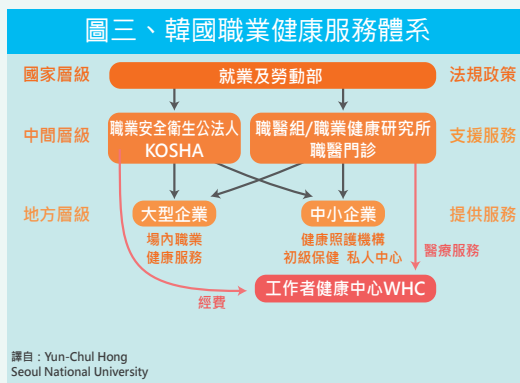 圖三、韓國職業健康服務體系
國家層級
就業及勞動部
法規政策
中間層級
職業安全衛生公法人
KOSHA
職醫組/職業健康研究所
職醫門診
支援服務
地方層級
大型企業
中小企業
提供服務
場內職業
健康服務
健康照護機構
初級保健 私人中心
醫療服務
工作者健康中心WHC
經費
譯自：Yun-Chul Hong
Seoul National University